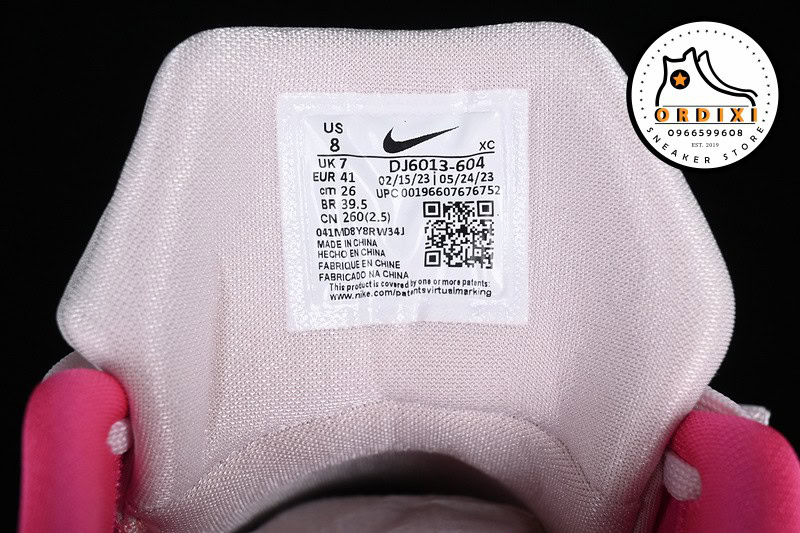 US
8
XC
UK 7
DJ6013-604
EUR 41
02/15/23 | 05/24/23
cm 26
UPC 00196607676752
BR 39.5
CN 260(2.5)
041MD8Y8RW34J
MADE IN CHINA
HECHO EN CHINA
FABRIQUE EN CHINE
FABRICADO NA CHINA
This product is covered by one or more patents:
www.nike.com/patentsvirtualmarking
ORDIXI
0966599608
EST. 2019
SNEAKER STORE